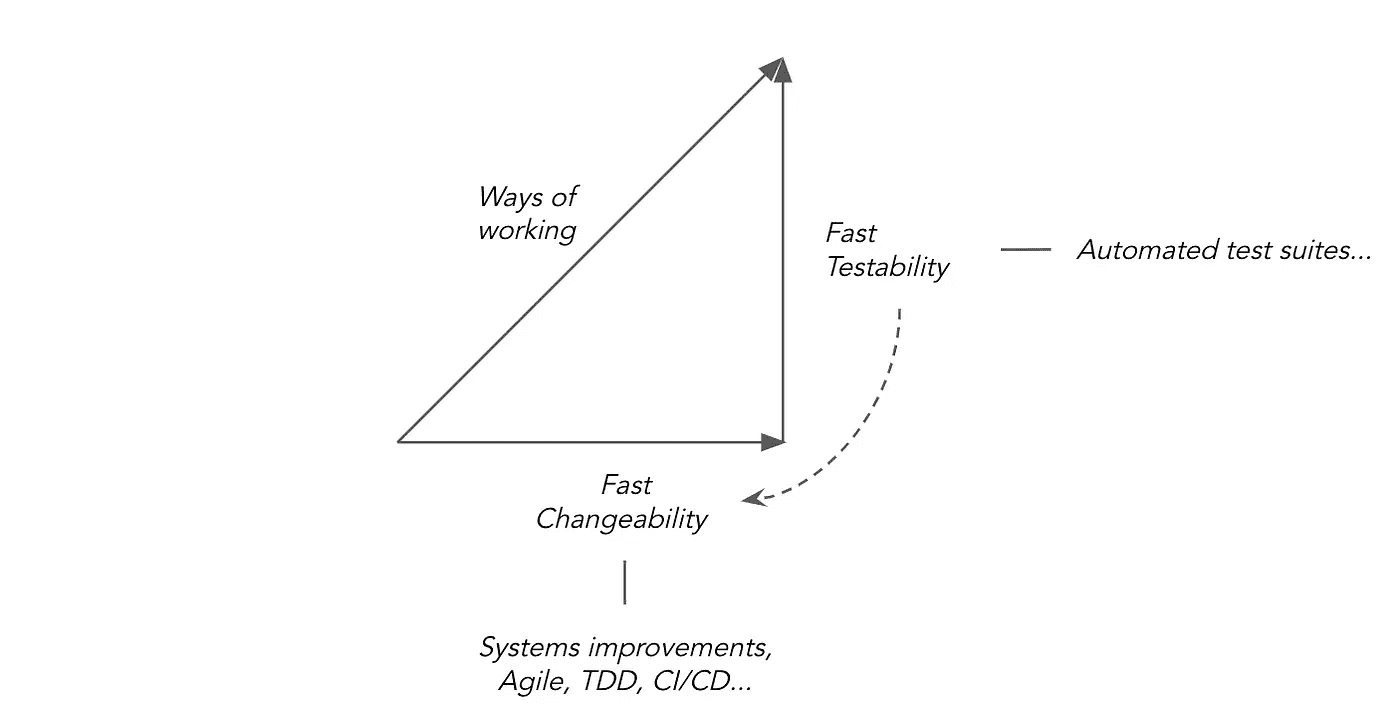 Ways of
working
Fast
Testability
Automated test suites...
Fast
Changeability
Systems improvements,
Agile, TDD, CI/CD...